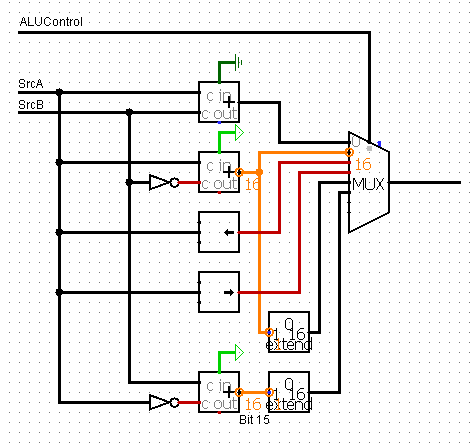 ALUControl
SrcA
SrcB
c in
+
c out
0
16
c in
+
c out
16
MUX
0
1 16
extend
c in
+
c out
16
0
1 16
extend
Bit 15